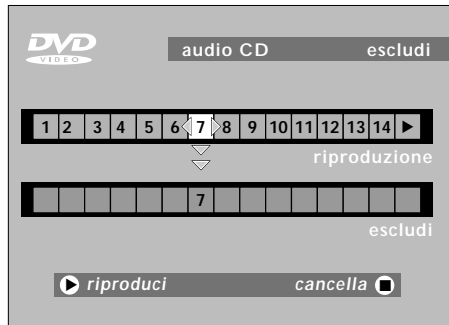 DVD
VIDEO
audio CD escludi
1 2 3 4 5 6 7 8 9 10 11 12 13 14
riproduzione
7
escludi
riproduci cancella